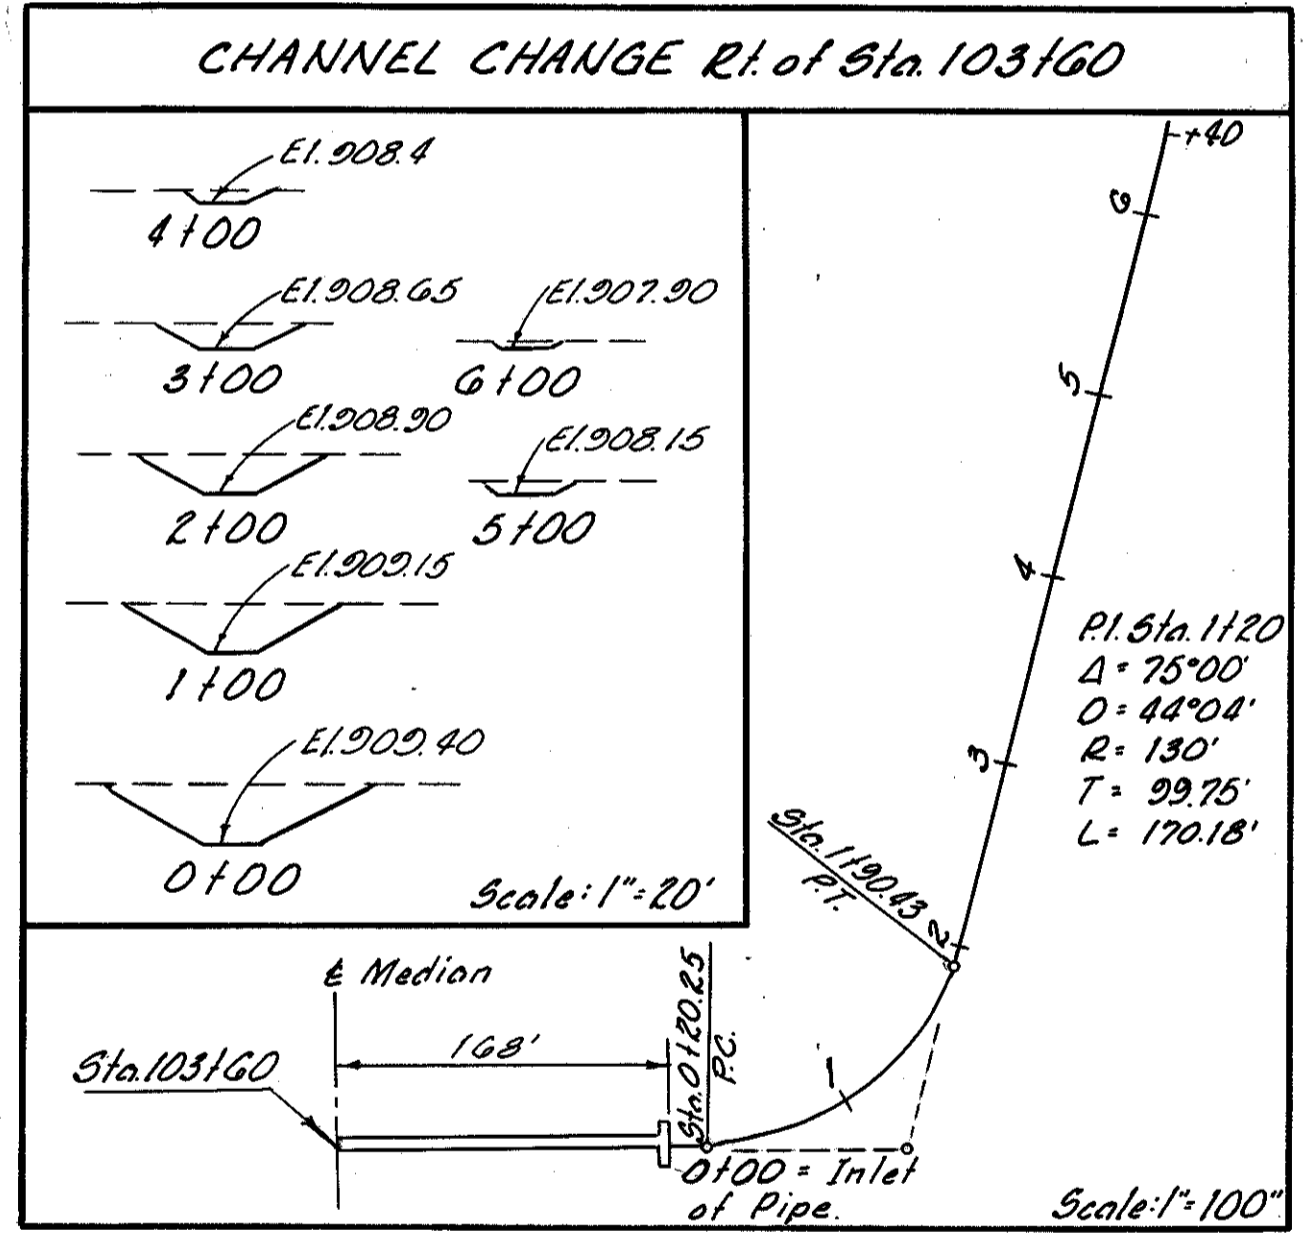 CHANNEL CHANGE Rt. of Sta. 103+60
El. 908.4
4+00
El. 908.65
3+00
El. 907.90
6+00
El. 908.90
2+00
El. 908.15
5+00
El. 909.15
1+00
El. 909.40
0+00
Scale: 1"=20'
+40
6
5
4
3
2
1
P.I. Sta. 1+20
Δ = 75°00'
D = 44°04'
R = 130'
T = 99.75'
L = 170.18'
Sta. 1+90.43
P.T.
Sta. 0+20.25
P.C.
℄ Median
168'
Sta. 103+60
0+00 = Inlet
of Pipe.
Scale: 1"=100"